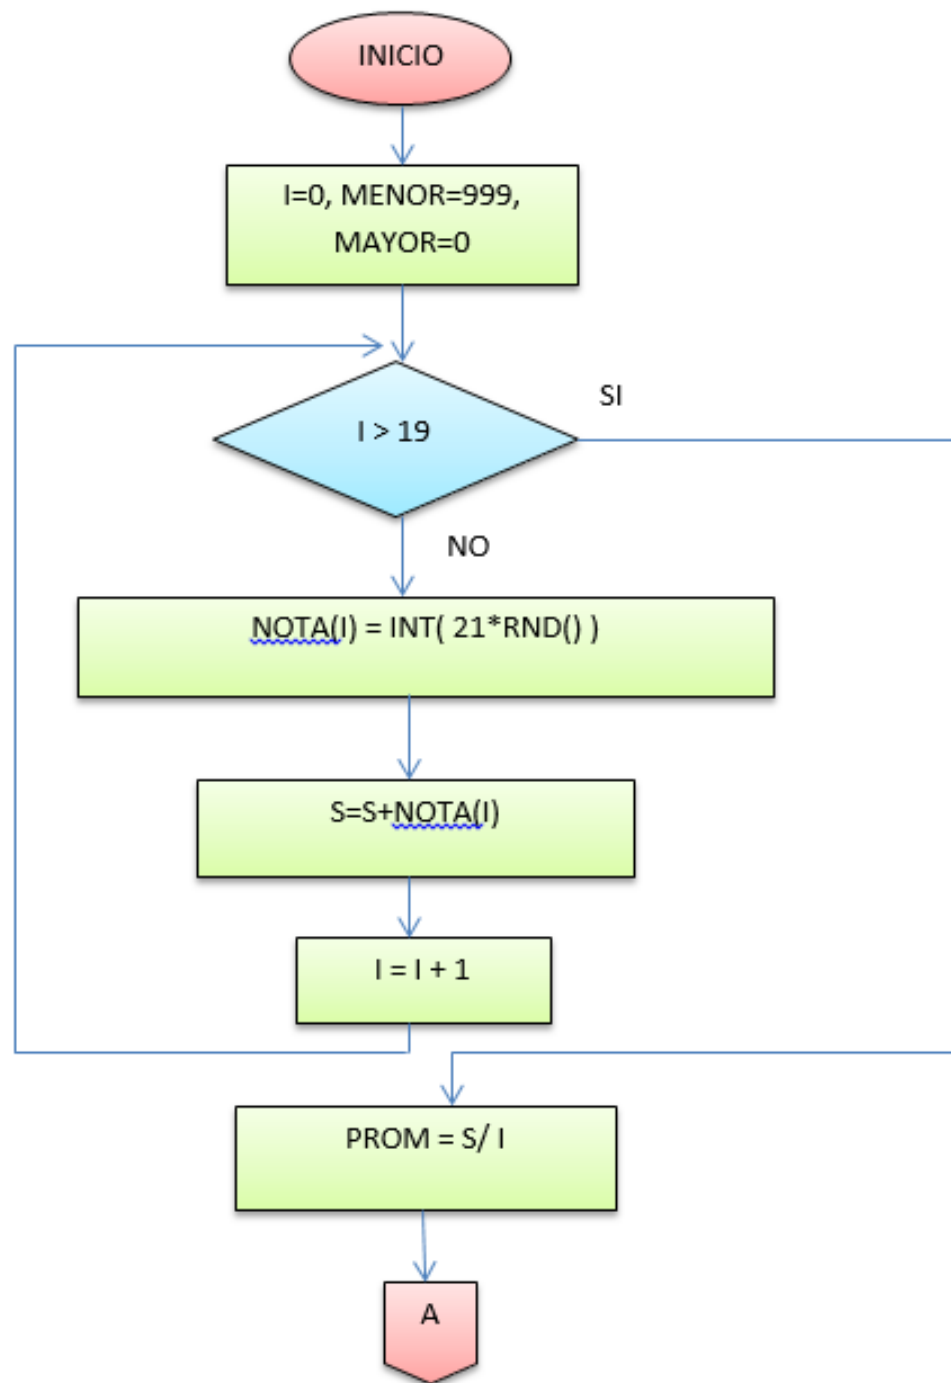 INICIO
I=0, MENOR=999,
MAYOR=0
SI
I > 19
NO
NOTA(I) = INT( 21*RND() )
S=S+NOTA(I)
I = I + 1
PROM = S/ I
A